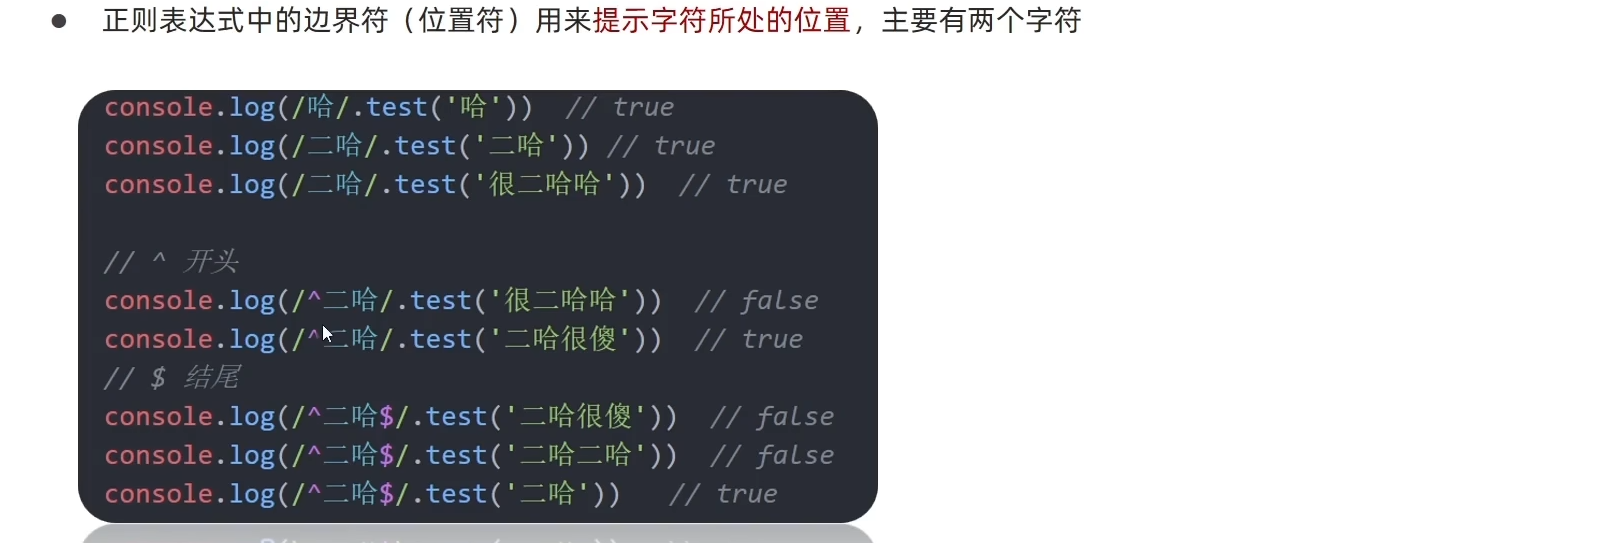 ● 正则表达式中的边界符（位置符）用来提示字符所处的位置，主要有两个字符
console.log(/哈/.test('哈'))  // true
console.log(/二哈/.test('二哈')) // true
console.log(/二哈/.test('很二哈哈'))  // true
// ^ 开头
console.log(/^二哈/.test('很二哈哈'))  // false
console.log(/^二哈/.test('二哈很傻'))  // true
// $ 结尾
console.log(/^二哈$/.test('二哈很傻'))  // false
console.log(/^二哈$/.test('二哈二哈'))  // false
console.log(/^二哈$/.test('二哈'))   // true